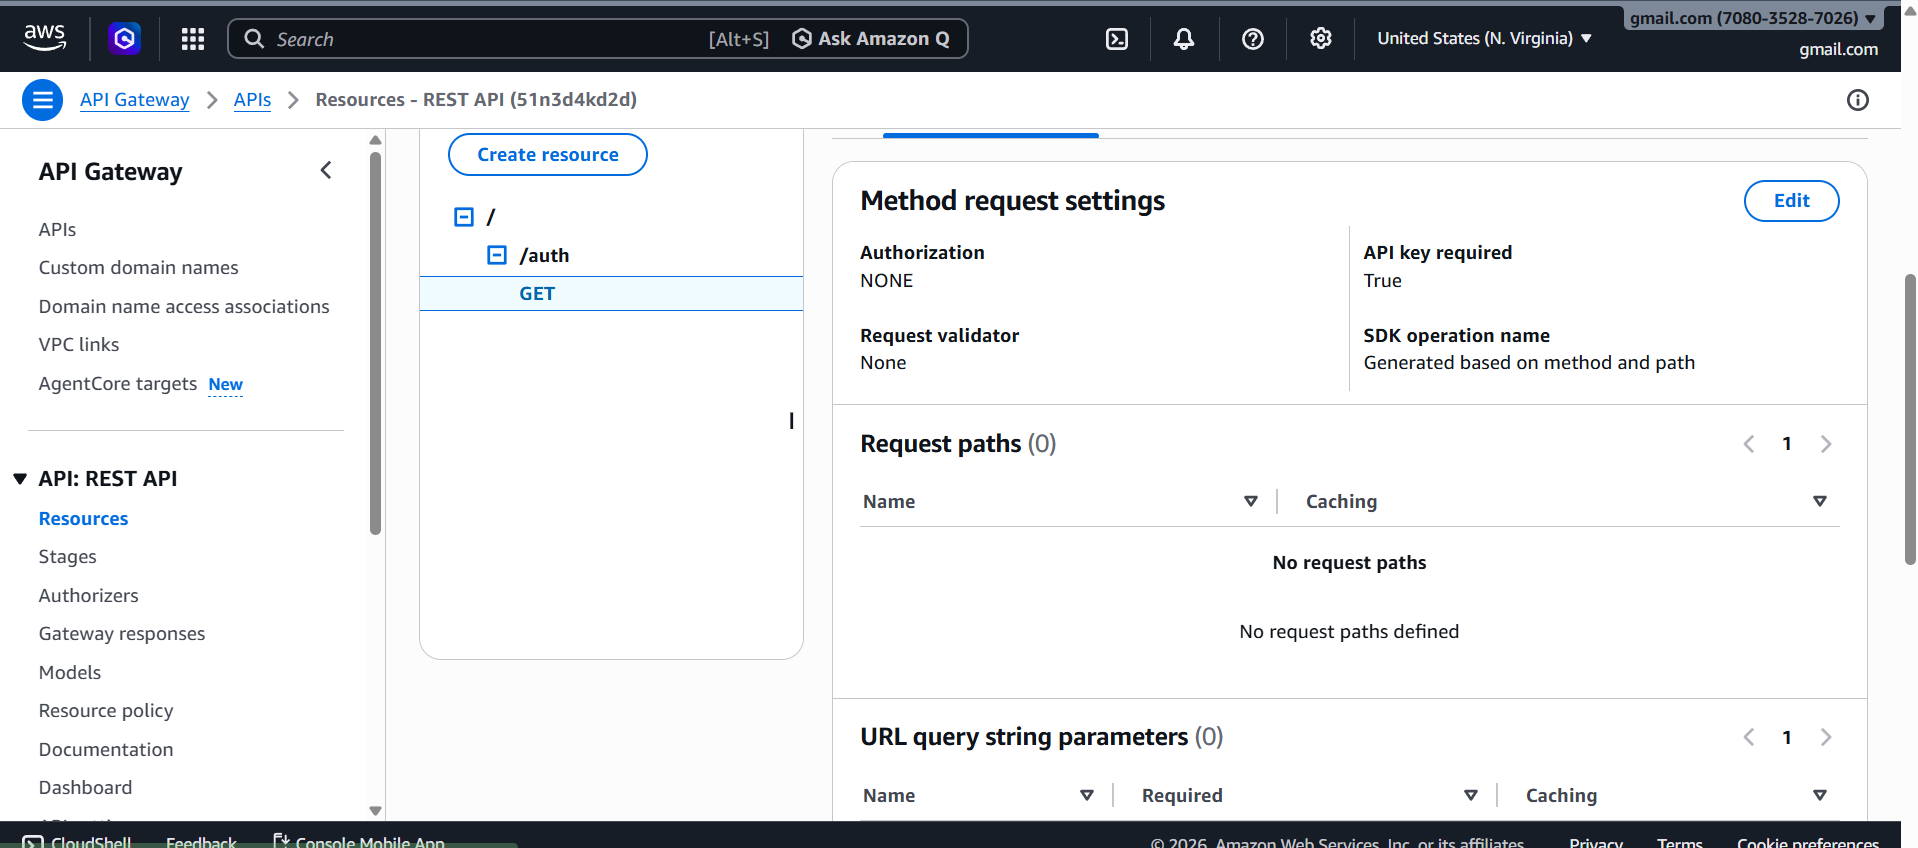 aws
Search
[Alt+S]
Ask Amazon Q
United States (N. Virginia)
gmail.com (7080-3528-7026)
gmail.com
API Gateway
APIs
Resources - REST API (51n3d4kd2d)
API Gateway
APIs
Custom domain names
Domain name access associations
VPC links
AgentCore targets New
API: REST API
Resources
Stages
Authorizers
Gateway responses
Models
Resource policy
Documentation
Dashboard
Create resource
/
/auth
GET
Method request settings
Edit
Authorization
NONE
API key required
True
Request validator
None
SDK operation name
Generated based on method and path
Request paths (0)
1
Name
Caching
No request paths
No request paths defined
URL query string parameters (0)
1
Name
Required
Caching
CloudShell
Feedback
Console Mobile App
© 2026, Amazon Web Services, Inc. or its affiliates.
Privacy
Terms
Cookie preferences